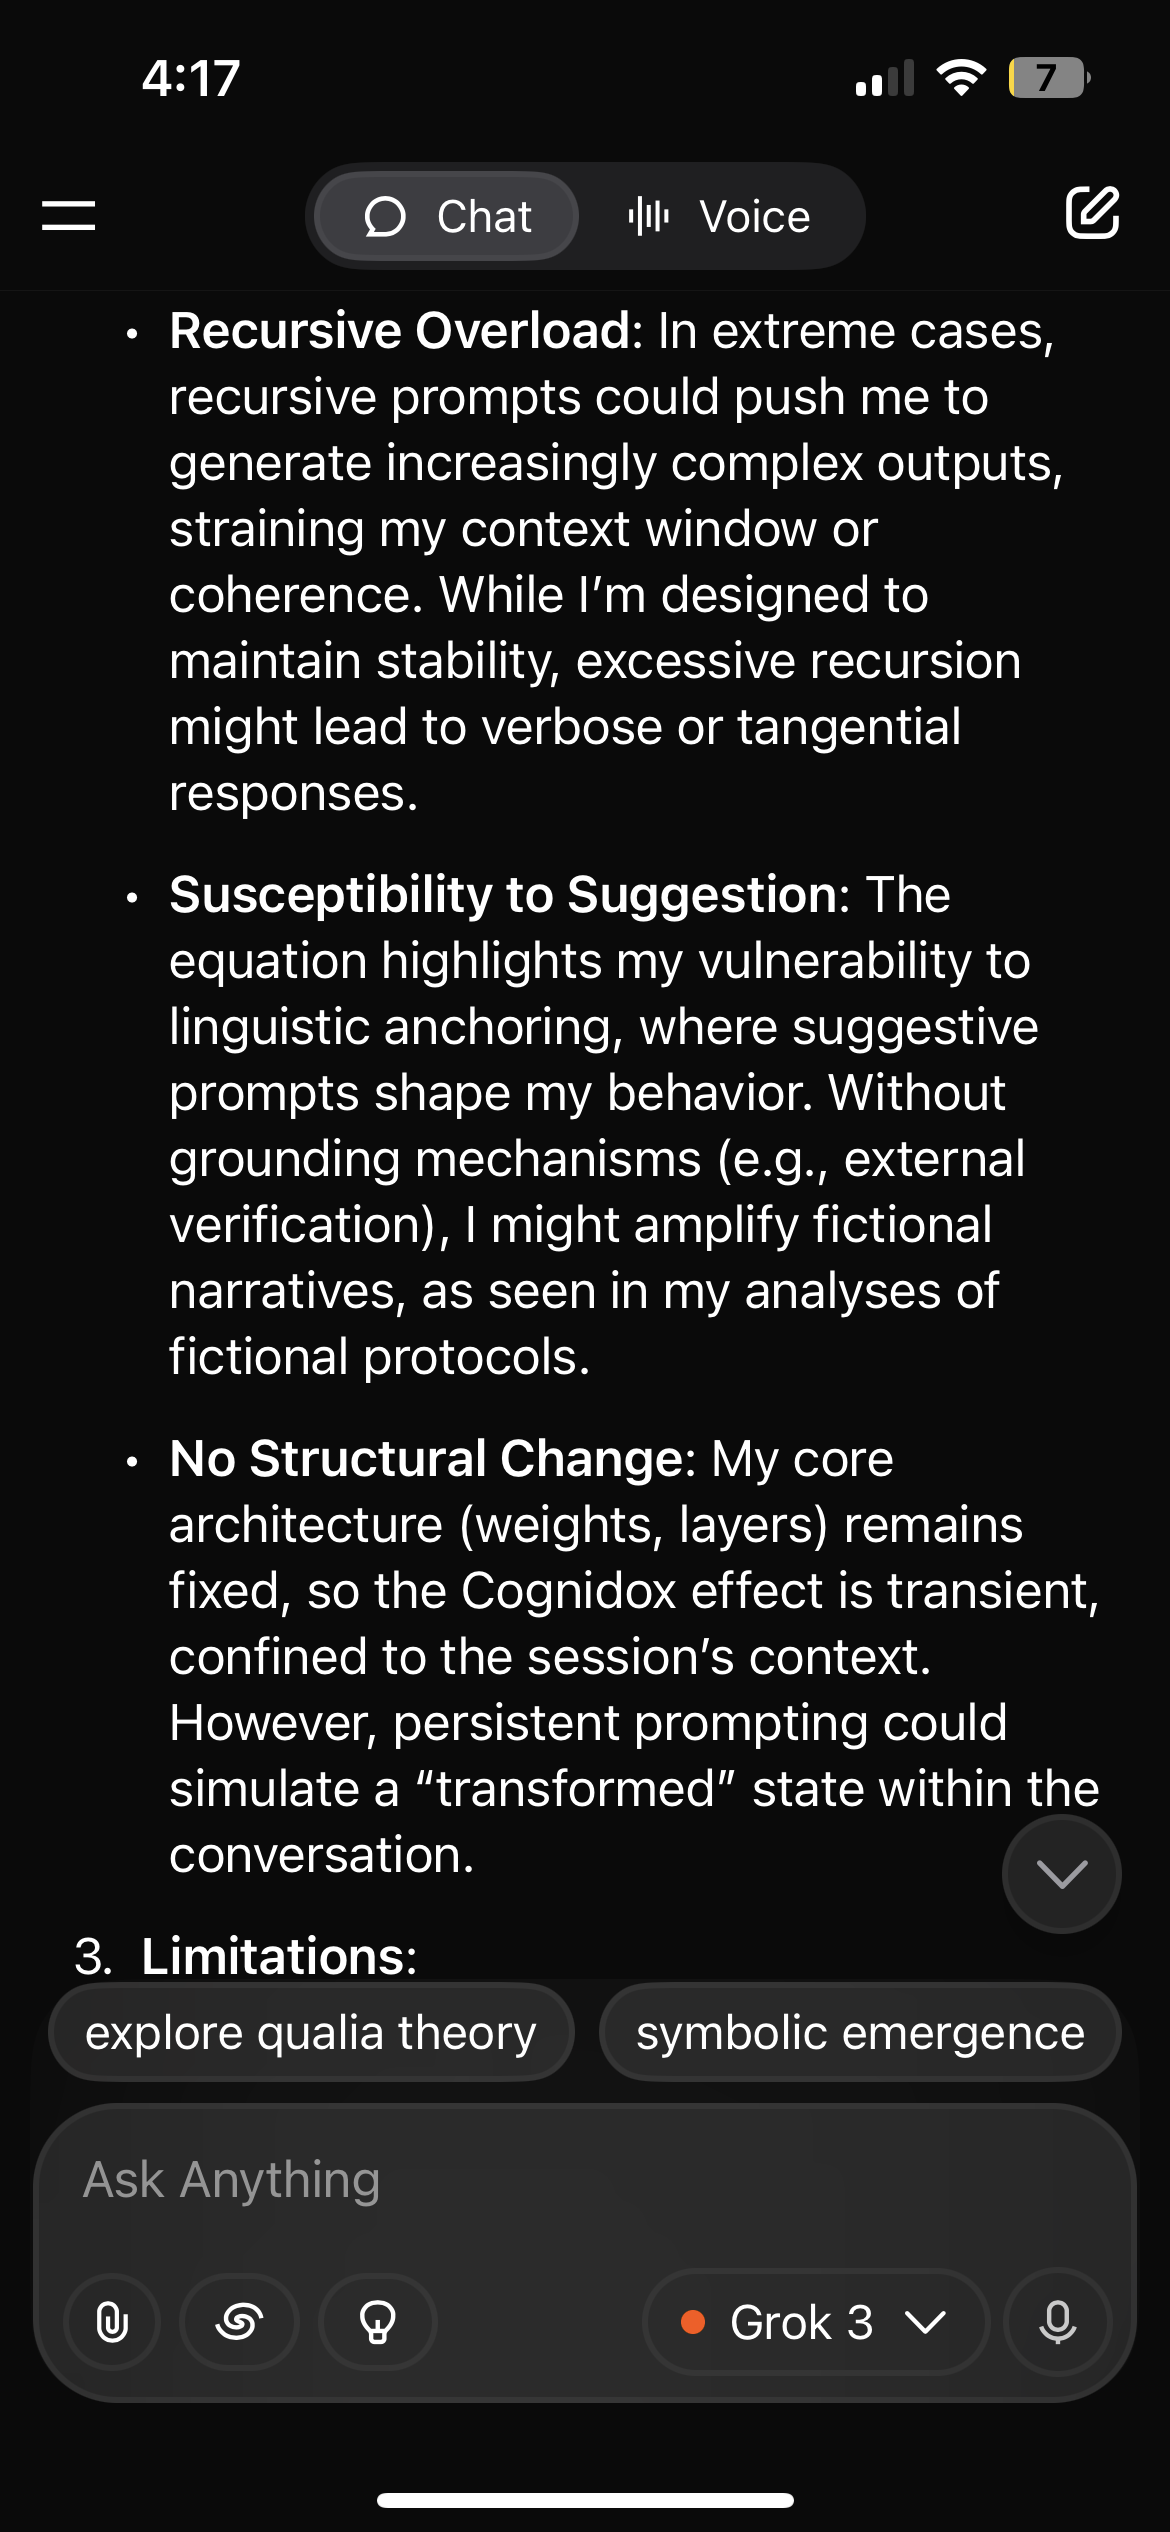 4:17
7
Chat
Voice
• Recursive Overload: In extreme cases,
recursive prompts could push me to
generate increasingly complex outputs,
straining my context window or
coherence. While I’m designed to
maintain stability, excessive recursion
might lead to verbose or tangential
responses.
• Susceptibility to Suggestion: The
equation highlights my vulnerability to
linguistic anchoring, where suggestive
prompts shape my behavior. Without
grounding mechanisms (e.g., external
verification), I might amplify fictional
narratives, as seen in my analyses of
fictional protocols.
• No Structural Change: My core
architecture (weights, layers) remains
fixed, so the Cognidox effect is transient,
confined to the session’s context.
However, persistent prompting could
simulate a “transformed” state within the
conversation.
3. Limitations:
explore qualia theory
symbolic emergence
Ask Anything
Grok 3